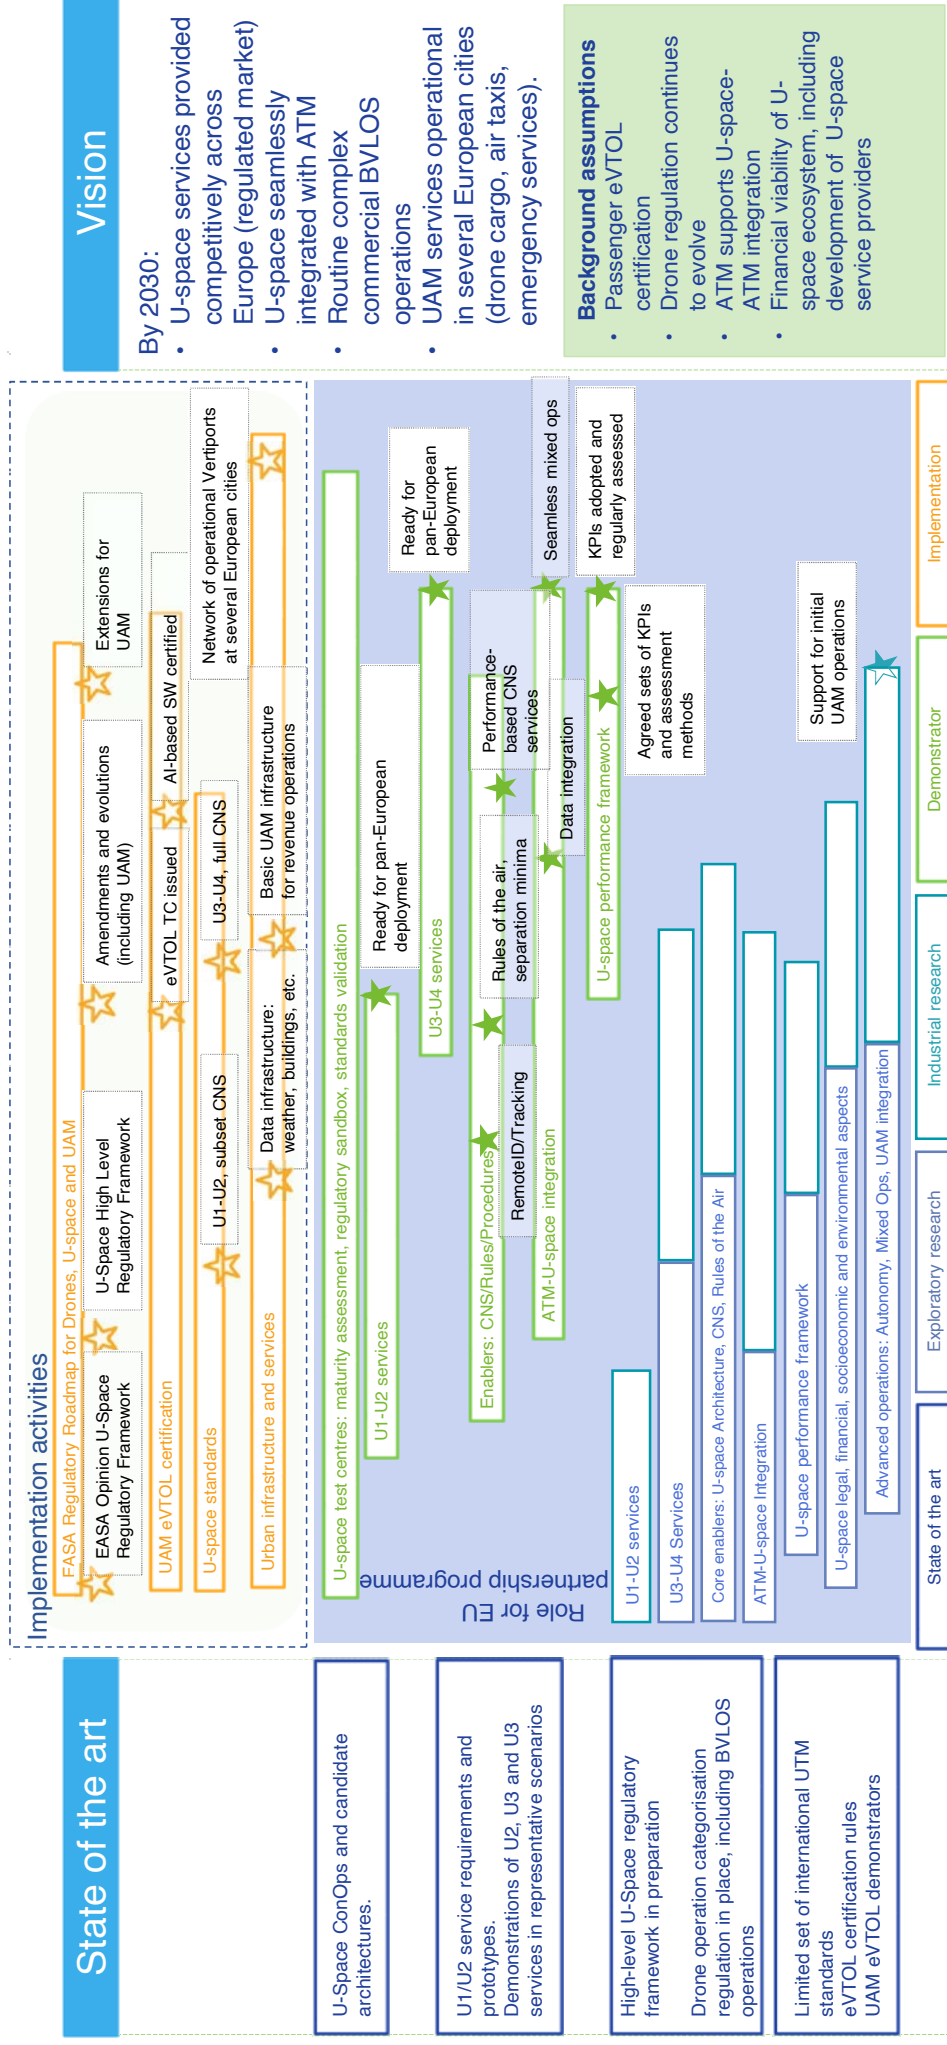 State of the art
U-Space ConOps and candidate
architectures.
U1/U2 service requirements and
prototypes.
Demonstrations of U2, U3 and U3
services in representative scenarios
High-level U-Space regulatory
framework in preparation
Drone operation categorisation
regulation in place, including BVLOS
operations
Limited set of international UTM
standards
eVTOL certification rules
UAM eVTOL demonstrators
Implementation activities
FASA Regulatory Roadmap for Drones, U-space and UAM
EASA Opinion U-Space
Regulatory Framework
U-Space High Level
Regulatory Framework
Amendments and evolutions
(including UAM)
Extensions for
UAM
UAM eVTOL certification
eVTOL TC issued
AI-based SW certified
U-space standards
U1-U2, subset CNS
U3-U4, full CNS
Network of operational Vertiports
at several European cities
Urban infrastructure and services
Data infrastructure:
weather, buildings, etc.
Basic UAM infrastructure
for revenue operations
Role for EU
partnership programme
U-space test centres: maturity assessment, regulatory sandbox, standards validation
U1-U2 services
Ready for pan-European
deployment
U3-U4 services
Ready for
pan-European
deployment
Enablers: CNS/Rules/Procedures
RemoteID/Tracking
Rules of the air,
separation minima
Performance-
based CNS
services
ATM-U-space integration
Data integration
Seamless mixed ops
U-space performance framework
KPIs adopted and
regularly assessed
Agreed sets of KPIs
and assessment
methods
U1-U2 services
U3-U4 Services
Core enablers: U-space Architecture, CNS, Rules of the Air
ATM-U-space Integration
U-space performance framework
U-space legal, financial, socioeconomic and environmental aspects
Advanced operations: Autonomy, Mixed Ops, UAM integration
Support for initial
UAM operations
State of the art
Exploratory research
Industrial research
Demonstrator
Implementation
Vision
By 2030:
• U-space services provided
competitively across
Europe (regulated market)
• U-space seamlessly
integrated with ATM
• Routine complex
commercial BVLOS
operations
• UAM services operational
in several European cities
(drone cargo, air taxis,
emergency services).
Background assumptions
• Passenger eVTOL
certification
• Drone regulation continues
to evolve
• ATM supports U-space-
ATM integration
• Financial viability of U-
space ecosystem, including
development of U-space
service providers